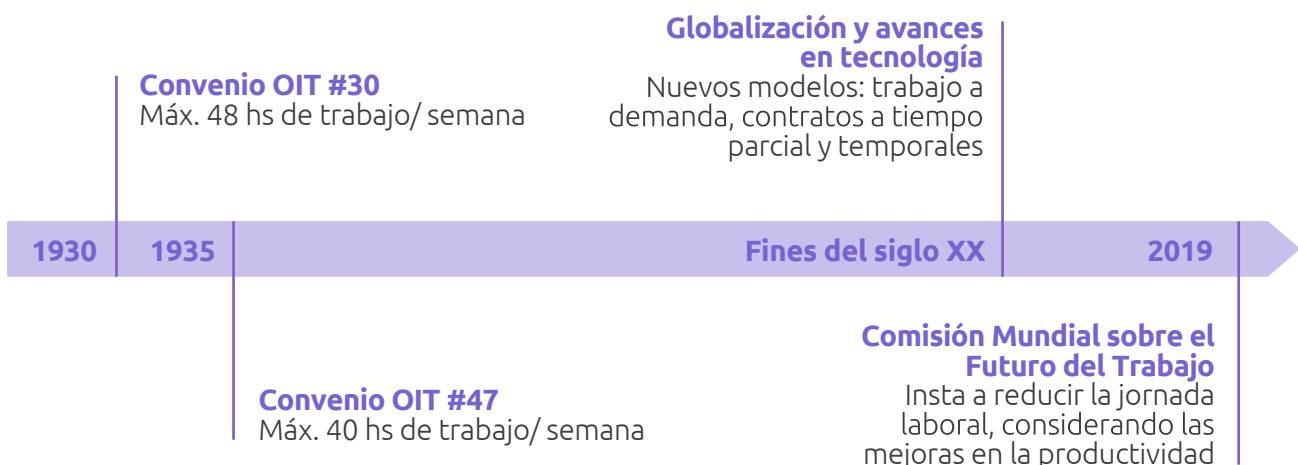 Globalización y avances
en tecnología
Nuevos modelos: trabajo a
demanda, contratos a tiempo
parcial y temporales
Convenio OIT #30
Máx. 48 hs de trabajo/ semana
1930
1935
Fines del siglo XX
2019
Convenio OIT #47
Máx. 40 hs de trabajo/ semana
Comisión Mundial sobre el
Futuro del Trabajo
Insta a reducir la jornada
laboral, considerando las
mejoras en la productividad